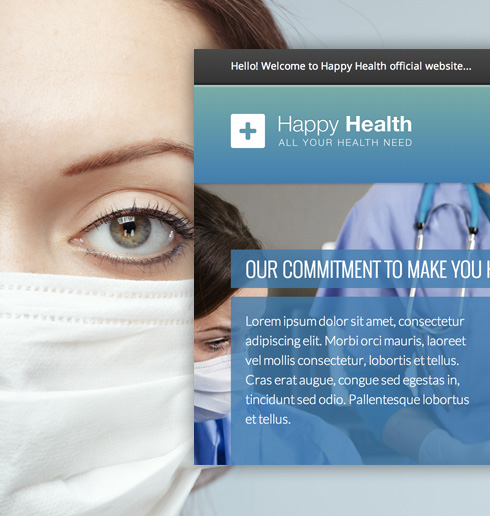 Hello! Welcome to Happy Health official website...
Happy Health
ALL YOUR HEALTH NEED
OUR COMMITMENT TO MAKE YOU
Lorem ipsum dolor sit amet, consectetur
adipiscing elit. Morbi orci mauris, laoreet
vel mollis consectetur, lobortis et tellus.
Cras erat augue, congue sed egestas in,
tincidunt sed odio. Pallentesque lobortus
et tellus.